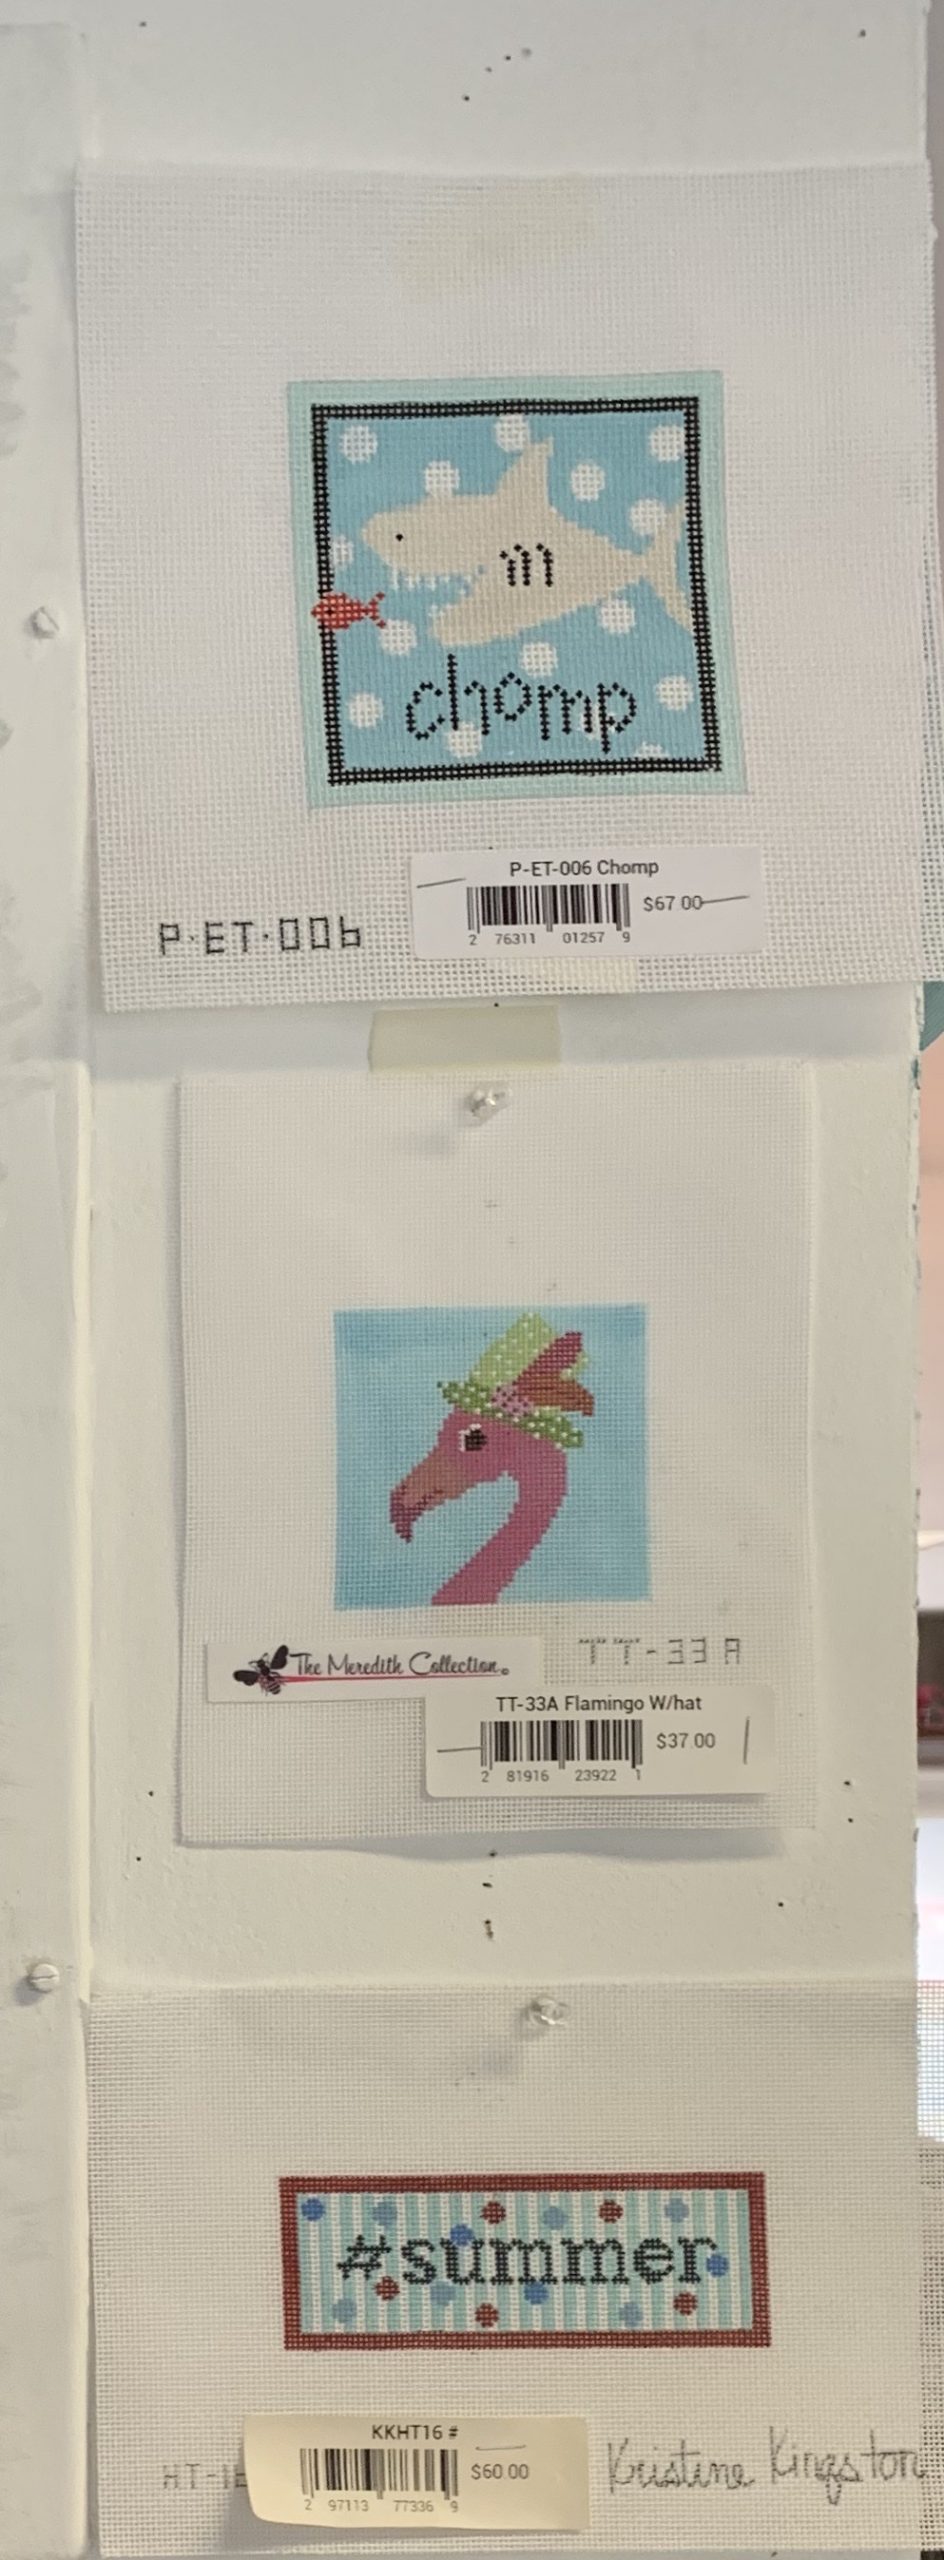 chomp
P-ET-006 Chomp
$67.00
2 76311 01257 9
P·ET·006
The Meredith Collection
TT-33A
TT-33A Flamingo W/hat
$37.00
2 81916 23922 1
#summer
KKHT16 #
$60.00
2 97113 77336 9
Kristine Kingston